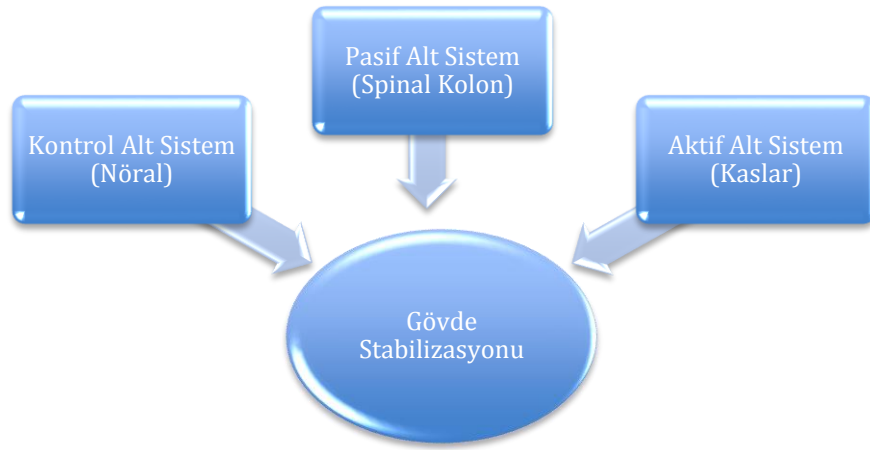 Pasif Alt Sistem
(Spinal Kolon)
Kontrol Alt Sistem
(Nöral)
Aktif Alt Sistem
(Kaslar)
Gövde
Stabilizasyonu